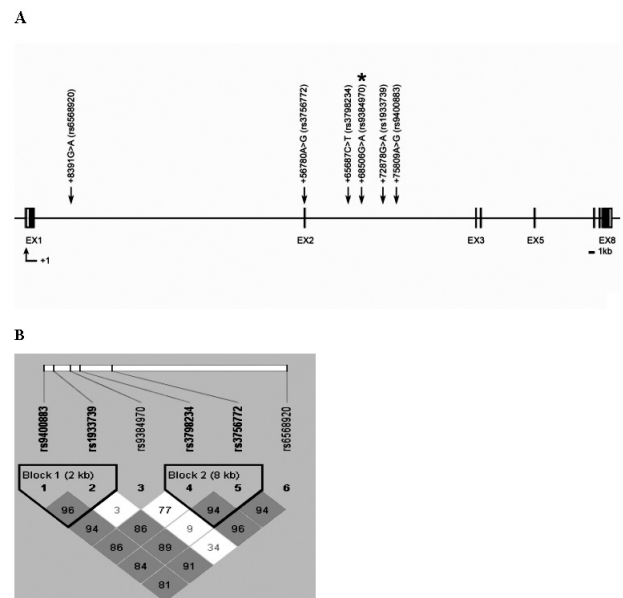 A
+8391G>A (rs6568920)
+56780A>G (rs3756772)
+65687C>T (rs3798234)
+68506G>A (rs9384970) *
+72878G>A (rs1933739)
+75809A>G (rs9400883)
EX1 EX2 EX3 EX5 EX8
+1
1kb
B
rs9400883 rs1933739 rs9384970 rs3798234 rs3756772 rs6568920
Block 1 (2 kb) Block 2 (8 kb)
1 2 3 4 5 6
96 3 77 94 94
94 86 9 96
86 89 34
84 91
81